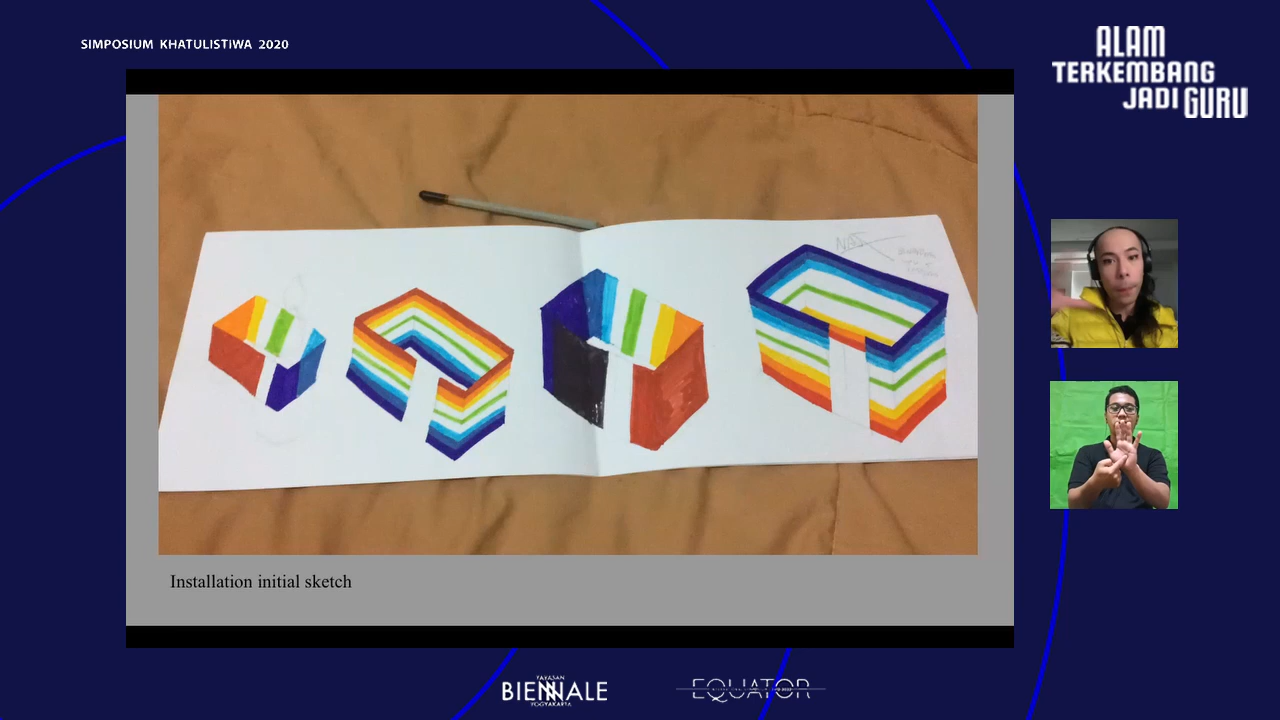 SIMPOSIUM KHATULISTIWA 2020
ALAM
TERKEMBANG
JADI GURU
Installation initial sketch
YAYASAN
BIENNALE
YOGYAKARTA
EQUATOR